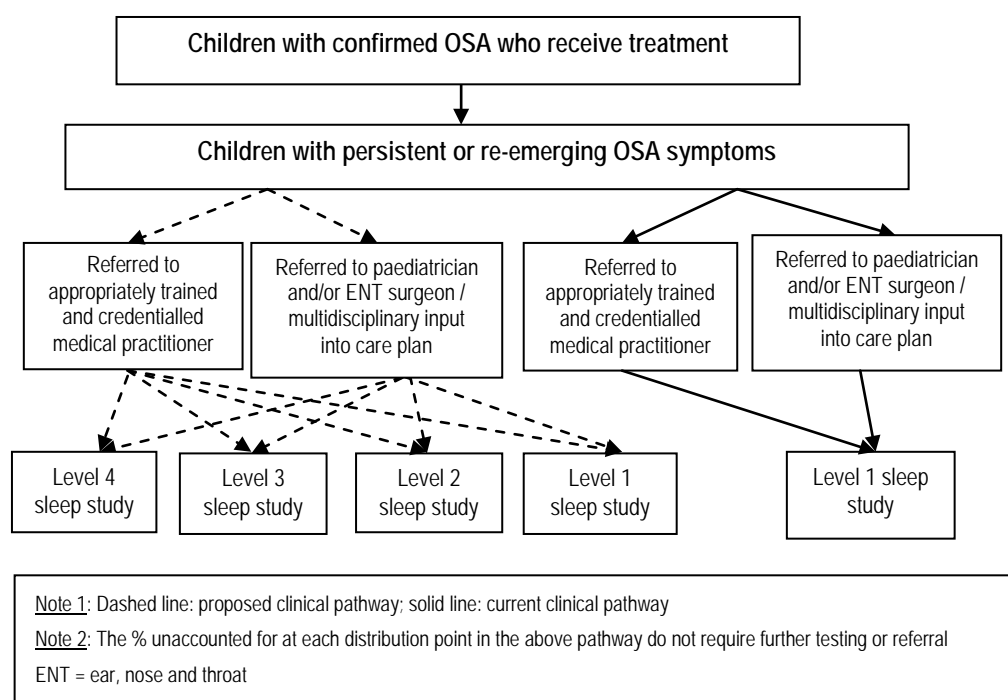 Children with confirmed OSA who receive treatment
Children with persistent or re-emerging OSA symptoms
Referred to
appropriately trained
and credentialled
medical practitioner
Referred to paediatrician
and/or ENT surgeon /
multidisciplinary input
into care plan
Referred to
appropriately trained
and credentialled
medical practitioner
Referred to paediatrician
and/or ENT surgeon /
multidisciplinary input
into care plan
Level 4
sleep study
Level 3
sleep study
Level 2
sleep study
Level 1
sleep study
Level 1 sleep
study
Note 1: Dashed line: proposed clinical pathway; solid line: current clinical pathway
Note 2: The % unaccounted for at each distribution point in the above pathway do not require further testing or referral
ENT = ear, nose and throat